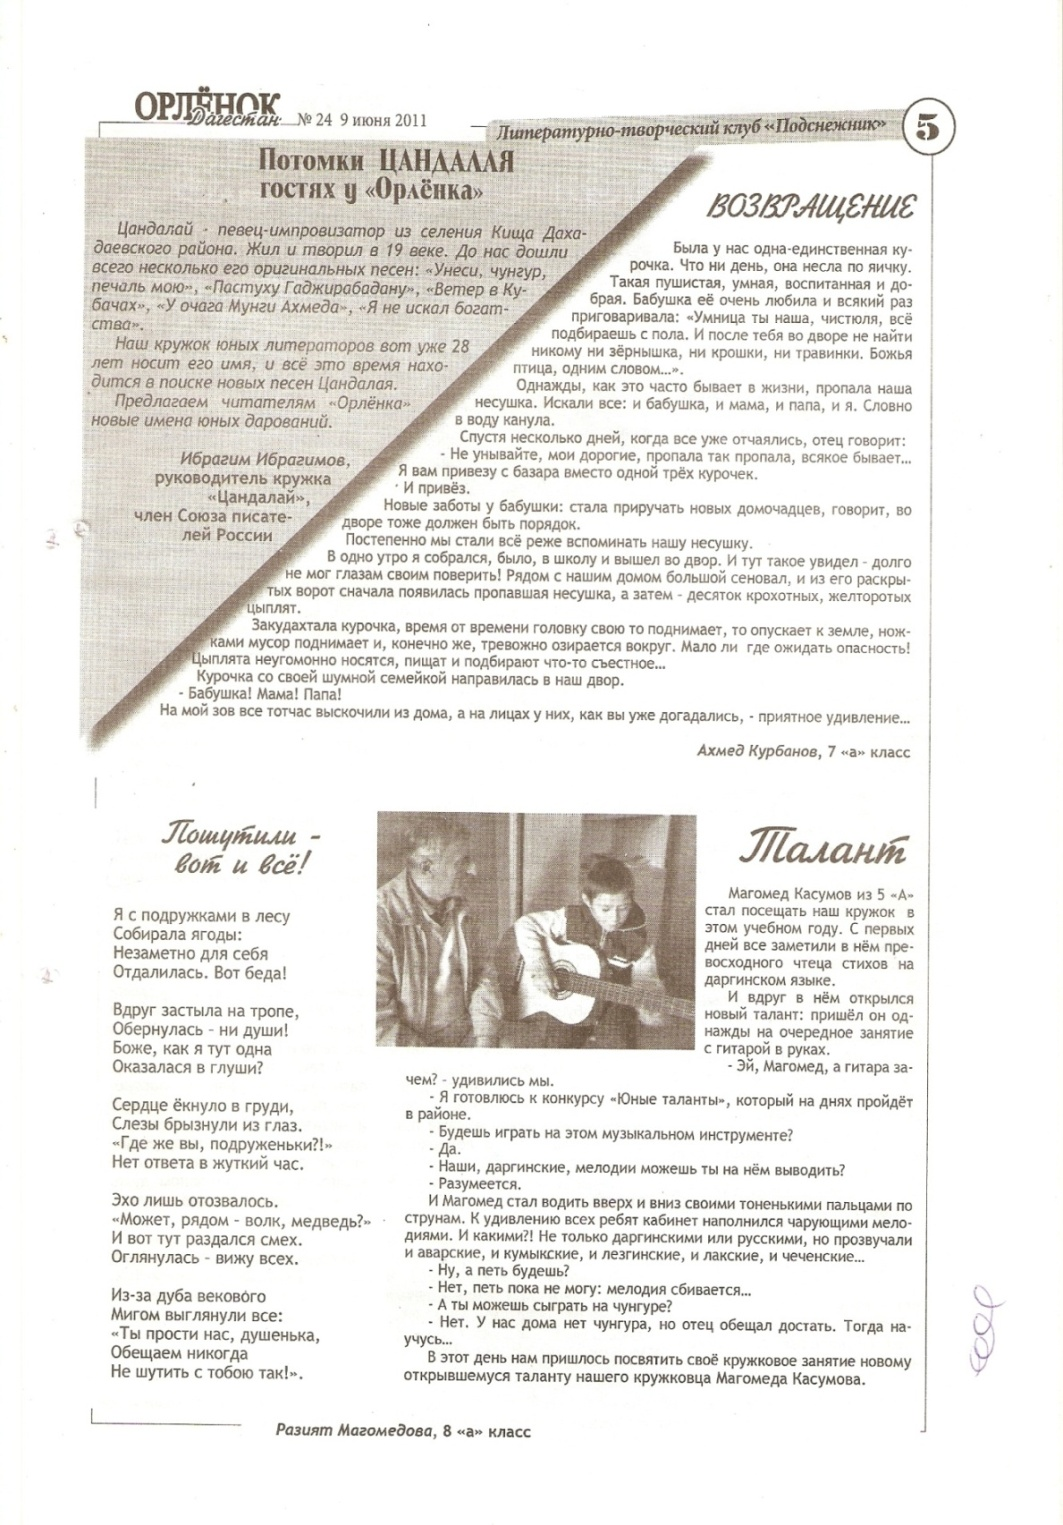 ОРЛЁНОК
Дагестан
№ 24 9 июня 2011
Литературно-творческий клуб «Подснежник»
5
Потомки ЦАНДАЛАЯ
гостях у «Орлёнка»
Цандалай - певец-импровизатор из селения Кища Даха-
даевского района. Жил и творил в 19 веке. До нас дошли
всего несколько его оригинальных песен: «Унеси, чунгур,
печаль мою», «Пастуху Гаджирабадану», «Ветер в Ку-
бачах», «У очага Мунги Ахмеда», «Я не искал богат-
ства».
Наш кружок юных литераторов вот уже 28
лет носит его имя, и всё это время нахо-
дится в поиске новых песен Цандалая.
Предлагаем читателям «Орлёнка»
новые имена юных дарований.
Ибрагим Ибрагимов,
руководитель кружка
«Цандалай»,
член Союза писате-
лей России
ВОЗВРАЩЕНИЕ
Была у нас одна-единственная ку-
рочка. Что ни день, она несла по яичку.
Такая пушистая, умная, воспитанная и до-
брая. Бабушка её очень любила и всякий раз
приговаривала: «Умница ты наша, чистюля, всё
подбираешь с пола. И после тебя во дворе не найти
никому ни зёрнышка, ни крошки, ни травинки. Божья
птица, одним словом...».
Однажды, как это часто бывает в жизни, пропала наша
несушка. Искали все: и бабушка, и мама, и папа, и я. Словно
в воду канула.
Спустя несколько дней, когда все уже отчаялись, отец говорит:
- Не унывайте, мои дорогие, пропала так пропала, всякое бывает...
Я вам привезу с базара вместо одной трёх курочек.
И привёз.
Новые заботы у бабушки: стала приручать новых домочадцев, говорит, во
дворе тоже должен быть порядок.
Постепенно мы стали всё реже вспоминать нашу несушку.
В одно утро я собрался, было, в школу и вышел во двор. И тут такое увидел - долго
не мог глазам своим поверить! Рядом с нашим домом большой сеновал, и из его раскры-
тых ворот сначала появилась пропавшая несушка, а затем - десяток крохотных, желторотых
цыплят.
Закудахтала курочка, время от времени головку свою то поднимает, то опускает к земле, нож-
ками мусор поднимает и, конечно же, тревожно озирается вокруг. Мало ли где ожидать опасность!
Цыплята неугомонно носятся, пищат и подбирают что-то съестное...
Курочка со своей шумной семейкой направилась в наш двор.
- Бабушка! Мама! Папа!
На мой зов все тотчас выскочили из дома, а на лицах у них, как вы уже догадались, - приятное удивление...
Ахмед Курбанов, 7 «а» класс
Пошутили -
вот и всё!
Я с подружками в лесу
Собирала ягоды:
Незаметно для себя
Отдалилась. Вот беда!
Вдруг застыла на тропе,
Обернулась - ни души!
Боже, как я тут одна
Оказалася в глуши?
Сердце ёкнуло в груди,
Слезы брызнули из глаз.
«Где же вы, подруженьки?!»
Нет ответа в жуткий час.
Эхо лишь отозвалось.
«Может, рядом - волк, медведь?»
И вот тут раздался смех.
Оглянулась - вижу всех.
Из-за дуба векового
Мигом выглянули все:
«Ты прости нас, душенька,
Обещаем никогда
Не шутить с тобою так!».
Талант
Магомед Касумов из 5 «А»
стал посещать наш кружок в
этом учебном году. С первых
дней все заметили в нём пре-
восходного чтеца стихов на
даргинском языке.
И вдруг в нём открылся
новый талант: пришёл он од-
нажды на очередное занятие
с гитарой в руках.
- Эй, Магомед, а гитара за-
чем? - удивились мы.
- Я готовлюсь к конкурсу «Юные таланты», который на днях пройдёт
в районе.
- Будешь играть на этом музыкальном инструменте?
- Да.
- Наши, даргинские, мелодии можешь ты на нём выводить?
- Разумеется.
И Магомед стал водить вверх и вниз своими тоненькими пальцами по
струнам. К удивлению всех ребят кабинет наполнился чарующими мело-
диями. И какими?! Не только даргинскими или русскими, но прозвучали
и аварские, и кумыкские, и лезгинские, и лакские, и чеченские...
- Ну, а петь будешь?
- Нет, петь пока не могу: мелодия сбивается...
- А ты можешь сыграть на чунгуре?
- Нет. У нас дома нет чунгура, но отец обещал достать. Тогда на-
учусь...
В этот день нам пришлось посвятить своё кружковое занятие новому
открывшемуся таланту нашего кружковца Магомеда Касумова.
Разият Магомедова, 8 «а» класс